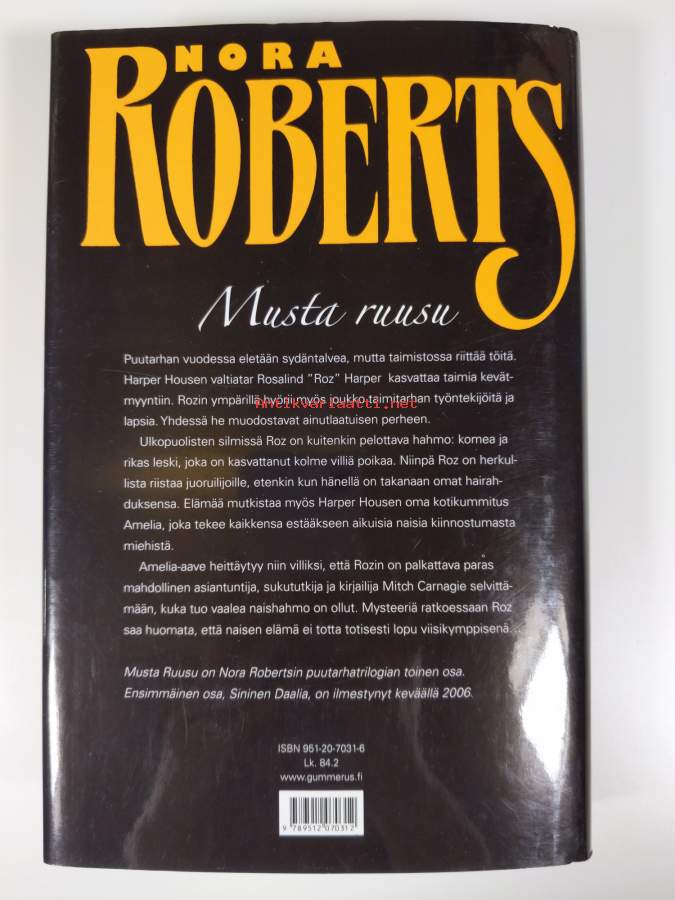 NORA
ROBERTS
Musta ruusu
Puutarhan vuodessa eletään sydäntalvea, mutta taimistossa riittää töitä.
Harper Housen valtiatar Rosalind "Roz" Harper kasvattaa taimia kevät-
myyntiin. Rozin ympärillä hyörii myös joukko taimitarhan työntekijöitä ja
Antikvariaatti.net
lapsia. Yhdessä he muodostavat ainutlaatuisen perheen.
Ulkopuolisten silmissä Roz on kuitenkin pelottava hahmo: komea ja
rikas leski, joka on kasvattanut kolme villiä poikaa. Niinpä Roz on herkul-
lista riistaa juoruilijoille, etenkin kun hänellä on takanaan omat hairah-
duksensa. Elämää mutkistaa myös Harper Housen oma kotikummitus
Amelia, joka tekee kaikkensa estääkseen aikuisia naisia kiinnostumasta
miehistä.
Amelia-aave heittäytyy niin villiksi, että Rozin on palkattava paras
mahdollinen asiantuntija, sukututkija ja kirjailija Mitch Carnagie selvittä-
mään, kuka tuo vaalea naishahmo on ollut. Mysteeriä ratkoessaan Roz
saa huomata, että naisen elämä ei totta totisesti lopu viisikymppisenä...
Musta Ruusu on Nora Robertsin puutarhatrilogian toinen osa.
Ensimmäinen osa, Sininen Daalia, on ilmestynyt keväällä 2006.
ISBN 951-20-7031-6
Lk. 84.2
www.gummerus.fi
9 789512 070312